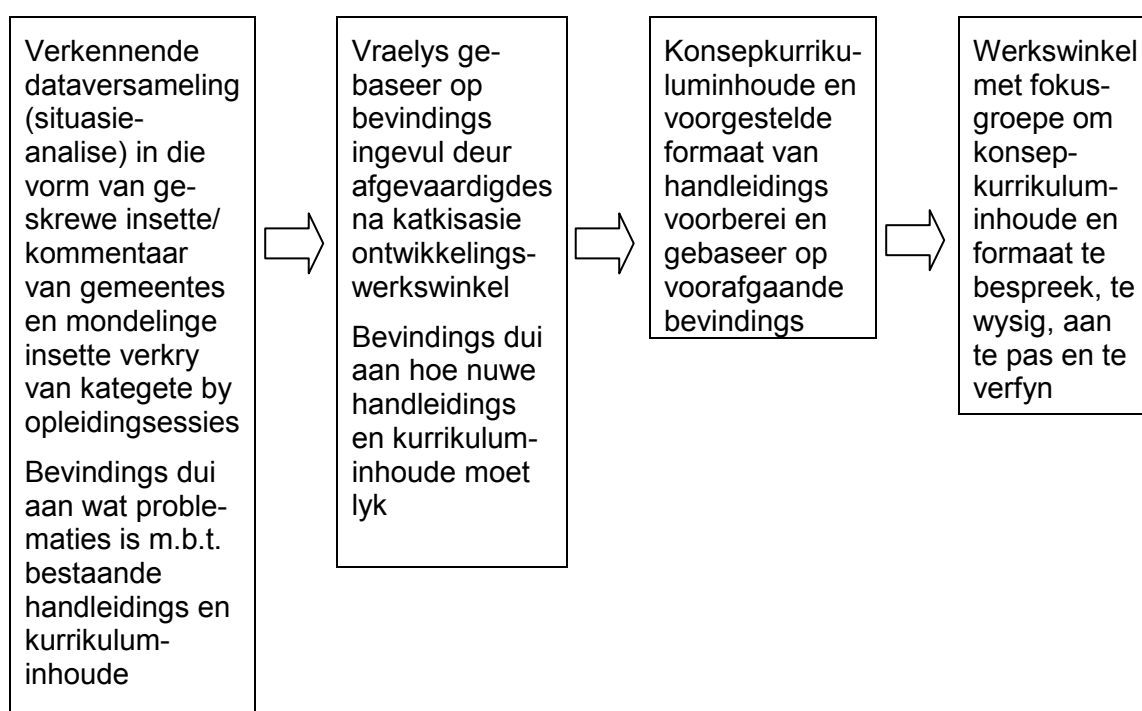 Verkennende
dataversameling
(situasie-
analise) in die
vorm van ge-
skrewe insette/
kommentaar
van gemeentes
en mondelinge
insette verkry
van kategete by
opleidingsessies
Bevindings dui
aan wat proble-
maties is m.b.t.
bestaande
handleidings en
kurrikulum-
inhoude
Vraelys ge-
baseer op
bevindings
ingevul deur
afgevaardigdes
na katkisasie
ontwikkelings-
werkswinkel
Bevindings dui
aan hoe nuwe
handleidings
en kurrikulum-
inhoude moet
lyk
Konsepkurriku-
luminhoude en
voorgestelde
formaat van
handleidings
voorberei en
gebaseer op
voorafgaande
bevindings
Werkswinkel
met fokus-
groepe om
konsep-
kurrikulum-
inhoude en
formaat te
bespreek, te
wysig, aan
te pas en te
verfyn